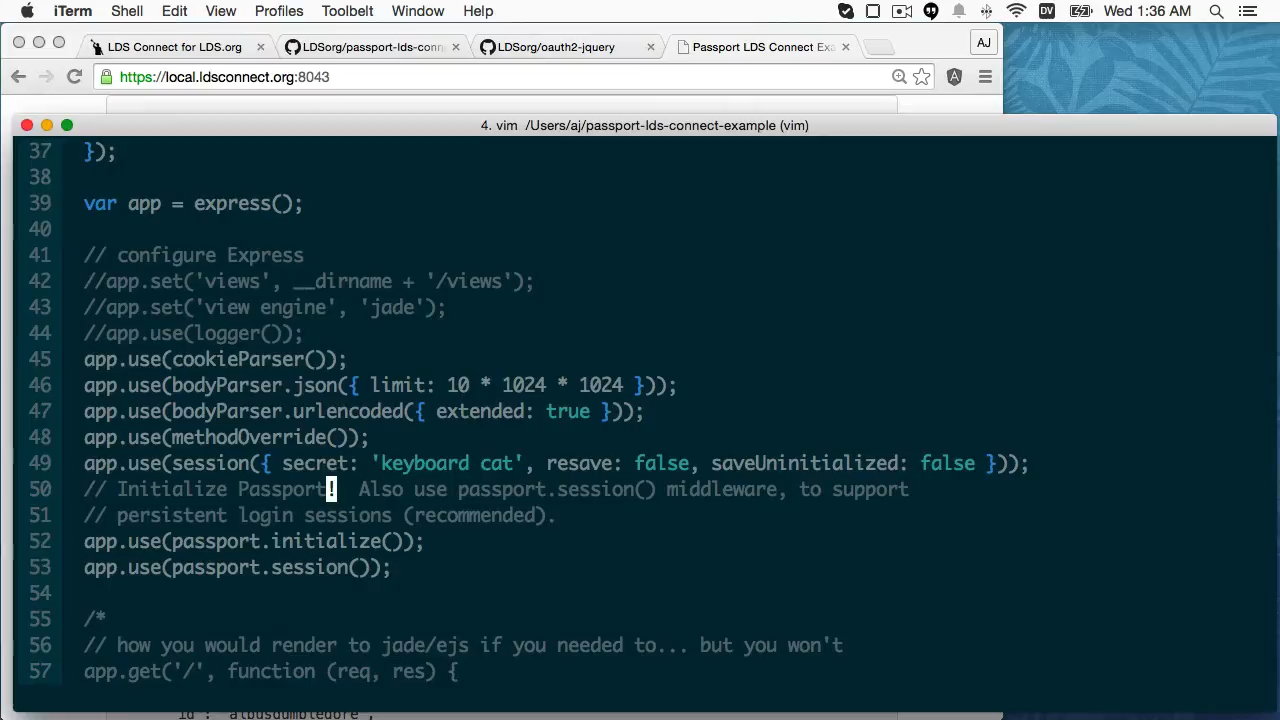 iTerm Shell Edit View Profiles Toolbelt Window Help DV Wed 1:36 AM
LDS Connect for LDS.org × LDSorg/passport-lds-conn × LDSorg/oauth2-jquery × Passport LDS Connect Exa × AJ
https://local.ldsconnect.org:8043
4. vim /Users/aj/passport-lds-connect-example (vim)
37 });
38
39 var app = express();
40
41 // configure Express
42 //app.set('views', __dirname + '/views');
43 //app.set('view engine', 'jade');
44 //app.use(logger());
45 app.use(cookieParser());
46 app.use(bodyParser.json({ limit: 10 * 1024 * 1024 }));
47 app.use(bodyParser.urlencoded({ extended: true }));
48 app.use(methodOverride());
49 app.use(session({ secret: 'keyboard cat', resave: false, saveUninitialized: false }));
50 // Initialize Passport!  Also use passport.session() middleware, to support
51 // persistent login sessions (recommended).
52 app.use(passport.initialize());
53 app.use(passport.session());
54
55 /*
56 // how you would render to jade/ejs if you needed to... but you won't
57 app.get('/', function (req, res) {
"id": "albusdumbledore",